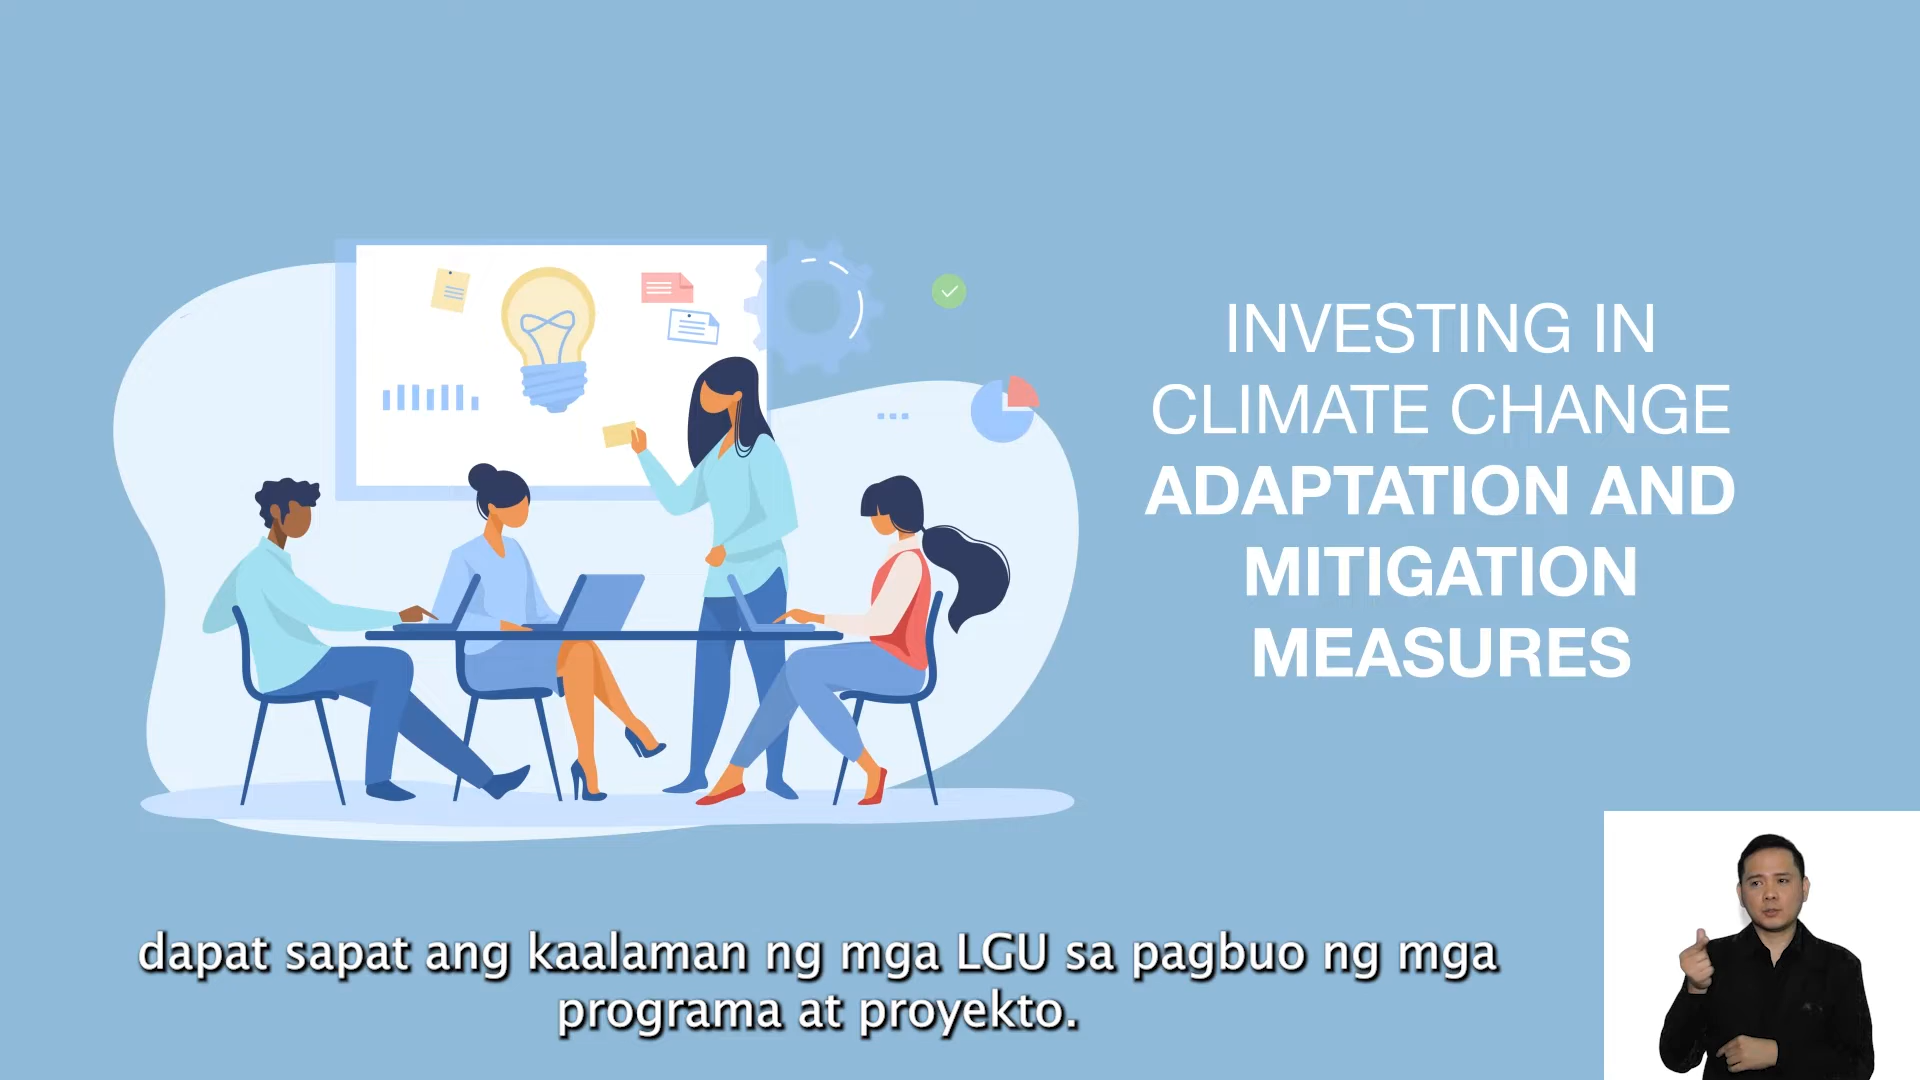 INVESTING IN
CLIMATE CHANGE
ADAPTATION AND
MITIGATION
MEASURES
dapat sapat ang kaalaman ng mga LGU sa pagbuo ng mga
programa at proyekto.